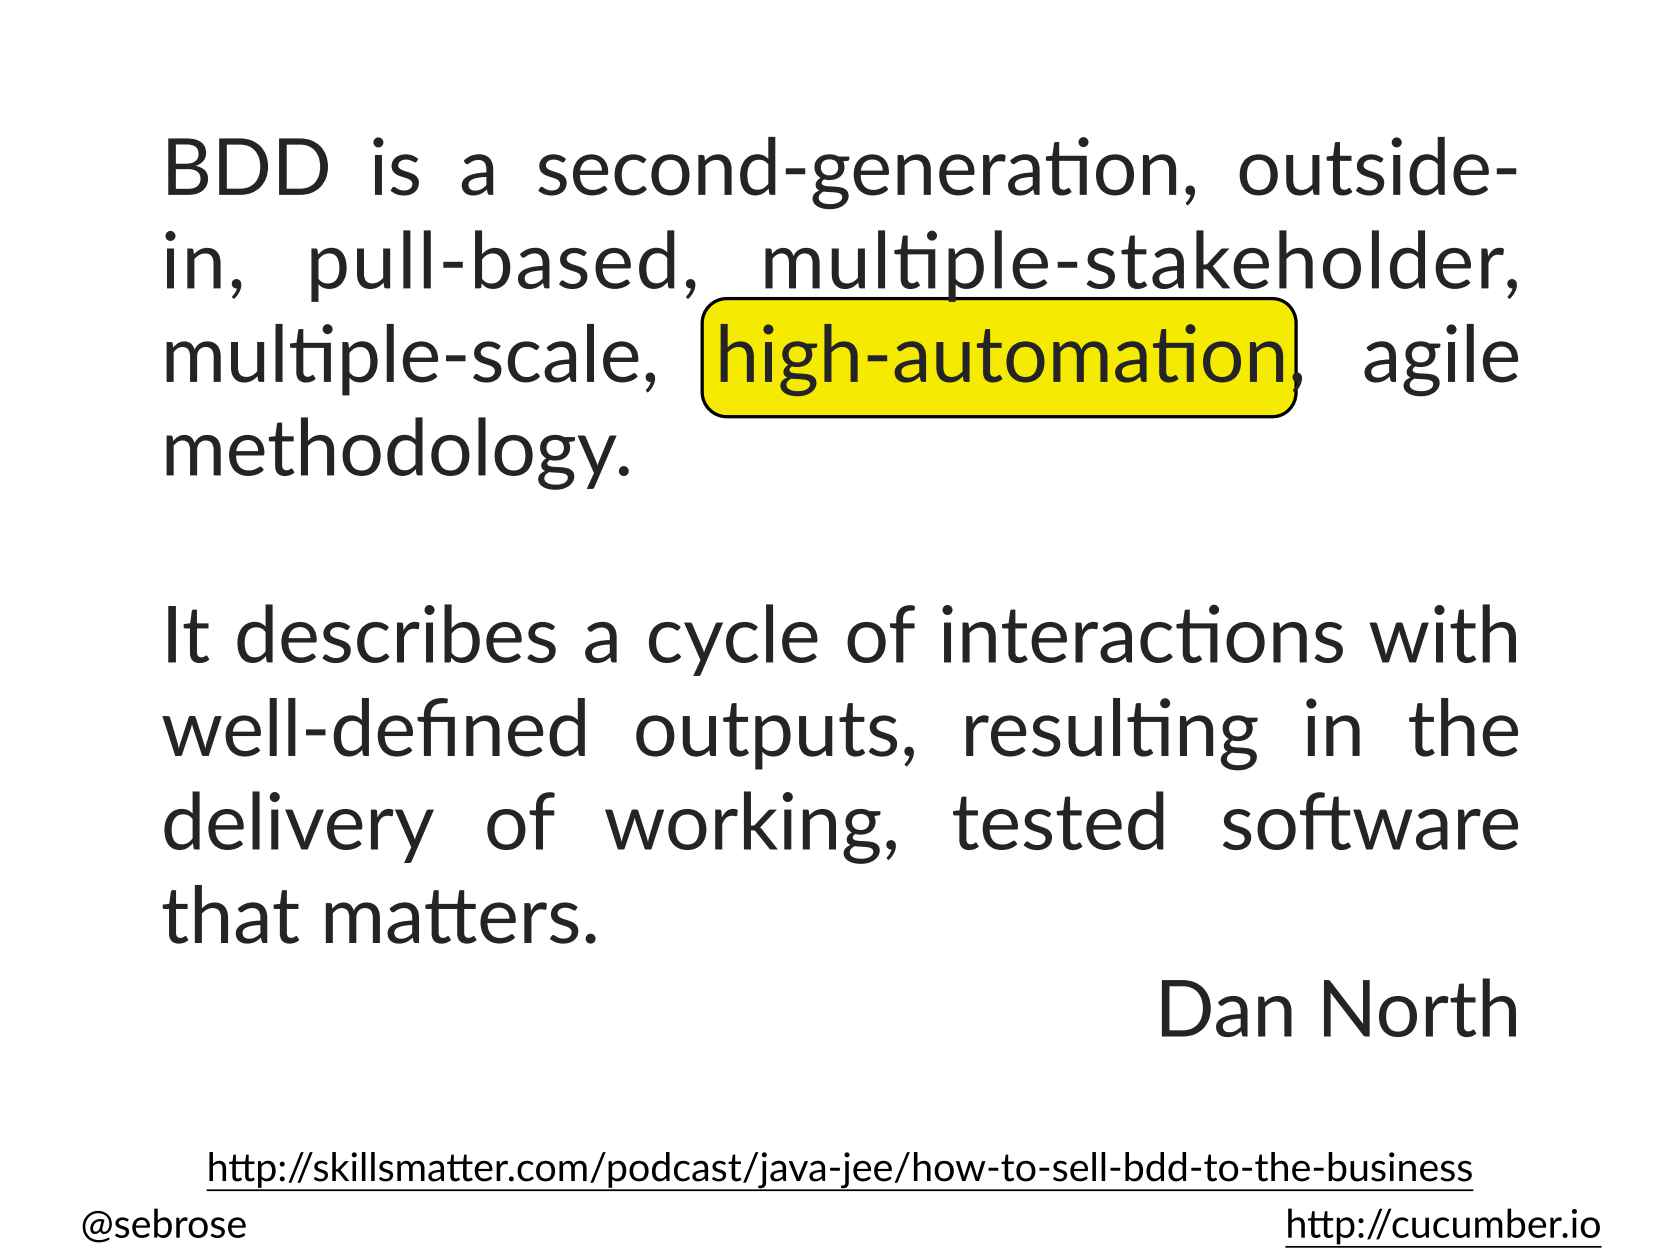 BDD is a second-generation, outside-
in, pull-based, multiple-stakeholder,
multiple-scale, high-automation, agile
methodology.
It describes a cycle of interactions with
well-defined outputs, resulting in the
delivery of working, tested software
that matters.
Dan North
http://skillsmatter.com/podcast/java-jee/how-to-sell-bdd-to-the-business
@sebrose http://cucumber.io